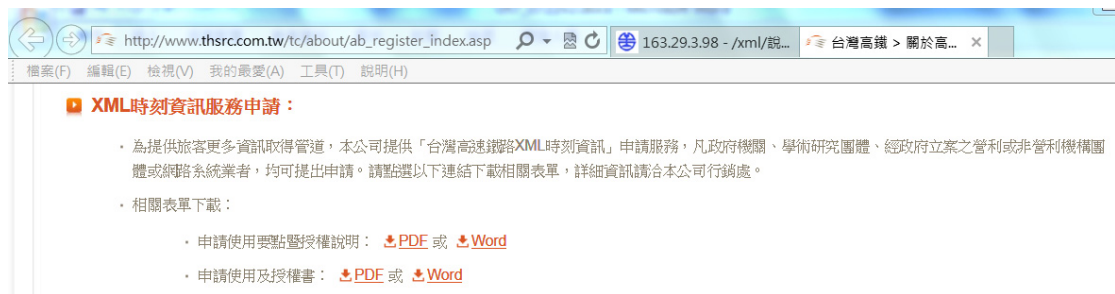 http://www.thsrc.com.tw/tc/about/ab_register_index.asp
163.29.3.98 - /xml/說...
台灣高鐵 > 關於高...
檔案(F) 編輯(E) 檢視(V) 我的最愛(A) 工具(T) 說明(H)
XML時刻資訊服務申請：
・為提供旅客更多資訊取得管道，本公司提供「台灣高速鐵路XML時刻資訊」申請服務，凡政府機關、學術研究團體、經政府立案之營利或非營利機構團
體或網路系統業者，均可提出申請。請點選以下連結下載相關表單，詳細資訊請洽本公司行銷處。
・相關表單下載：
・申請使用要點暨授權說明： PDF 或 Word
・申請使用及授權書： PDF 或 Word